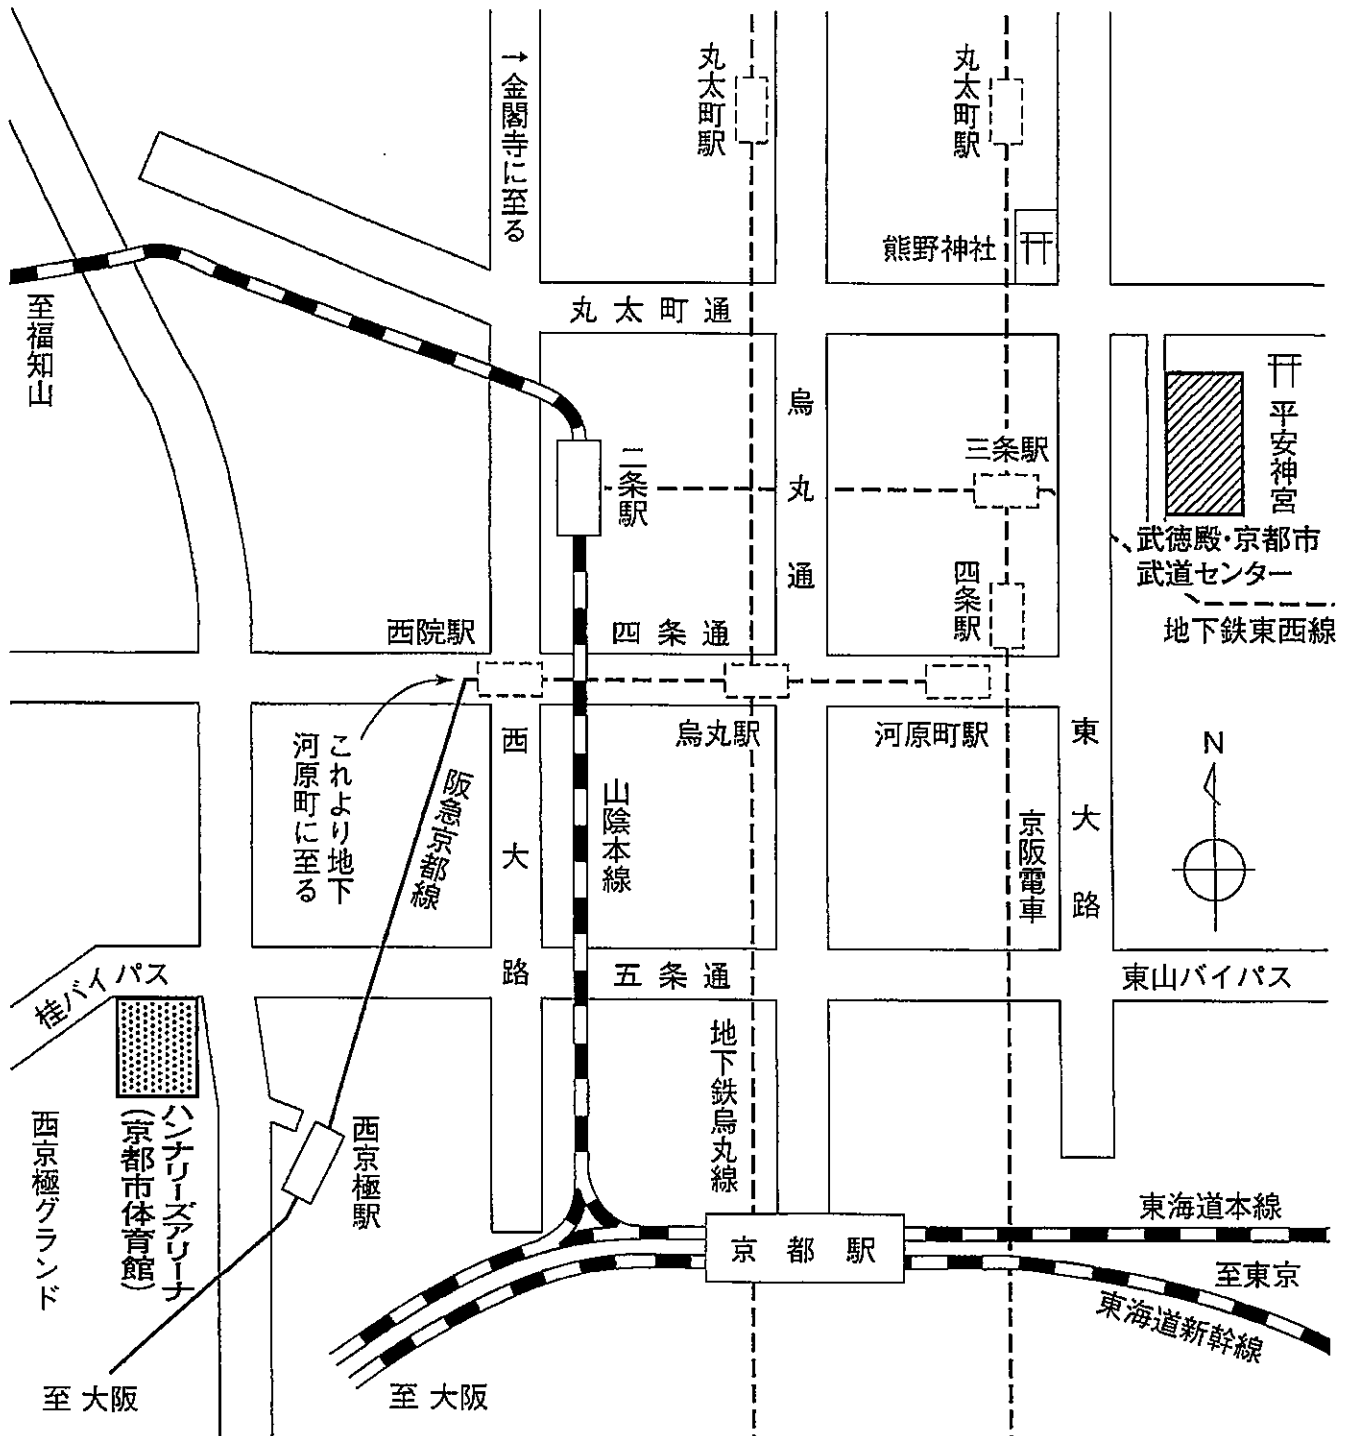 →金閣寺に至る
丸太町駅
丸太町駅
熊野神社
至福知山
丸太町通
烏丸通
二条駅
三条駅
平安神宮
武徳殿・京都市
武道センター
四条駅
地下鉄東西線
西院駅
四条通
烏丸駅
河原町駅
これより地下
河原町に至る
阪急京都線
西大路
山陰本線
京阪電車
東大路
N
桂バイパス
五条通
東山バイパス
地下鉄烏丸線
ハンナリーズアリーナ
(京都市体育館)
西京極グランド
西京極駅
京都駅
東海道本線
至東京
東海道新幹線
至 大阪
至 大阪